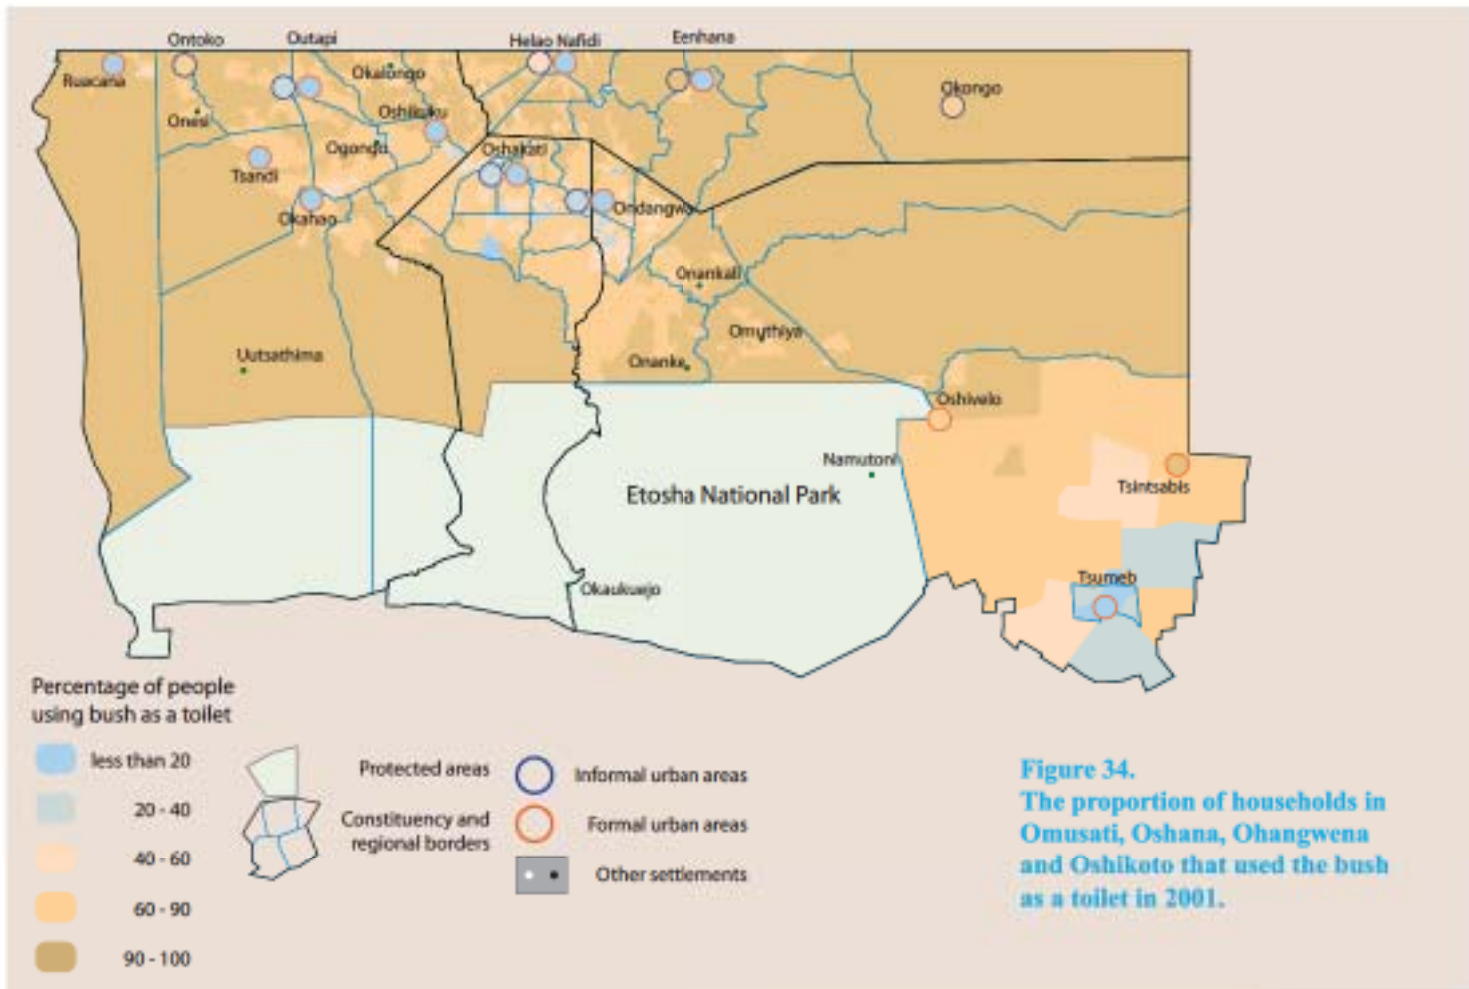 Ontoko
Outapi
Helao Nafidi
Eenhana
Ruacana
Okalongo
Okongo
Onesi
Oshikuku
Ogongo
Oshakati
Tsandi
Okahao
Ondangwa
Onankali
Omuthiya
Uutsathima
Onanke
Oshivelo
Namutoni
Etosha National Park
Tsintsabis
Tsumeb
Okaukuejo
Percentage of people
using bush as a toilet
less than 20
20 - 40
40 - 60
60 - 90
90 - 100
Protected areas
Constituency and
regional borders
Informal urban areas
Formal urban areas
Other settlements
Figure 34.
The proportion of households in
Omusati, Oshana, Ohangwena
and Oshikoto that used the bush
as a toilet in 2001.